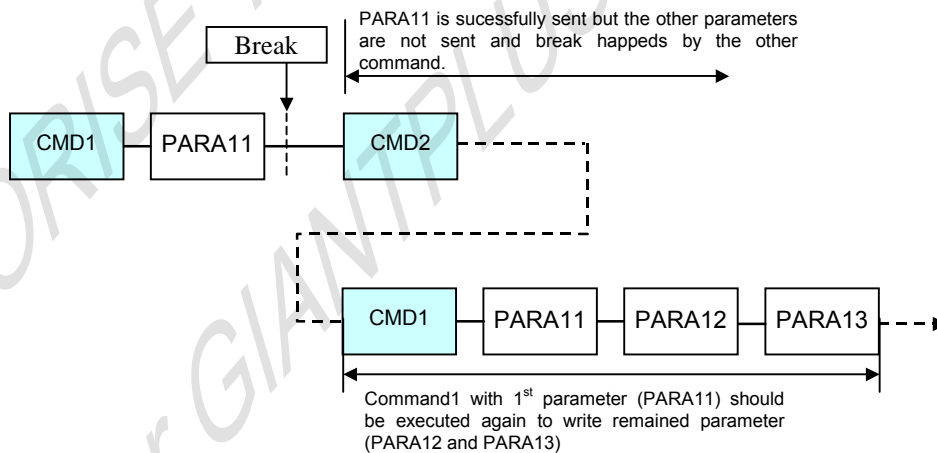 PARA11 is sucessfully sent but the other parameters
are not sent and break happeds by the other
command.
Break
CMD1
PARA11
CMD2
CMD1
PARA11
PARA12
PARA13
Command1 with 1st parameter (PARA11) should
be executed again to write remained parameter
(PARA12 and PARA13)
ORISE
r GIANTPLUS